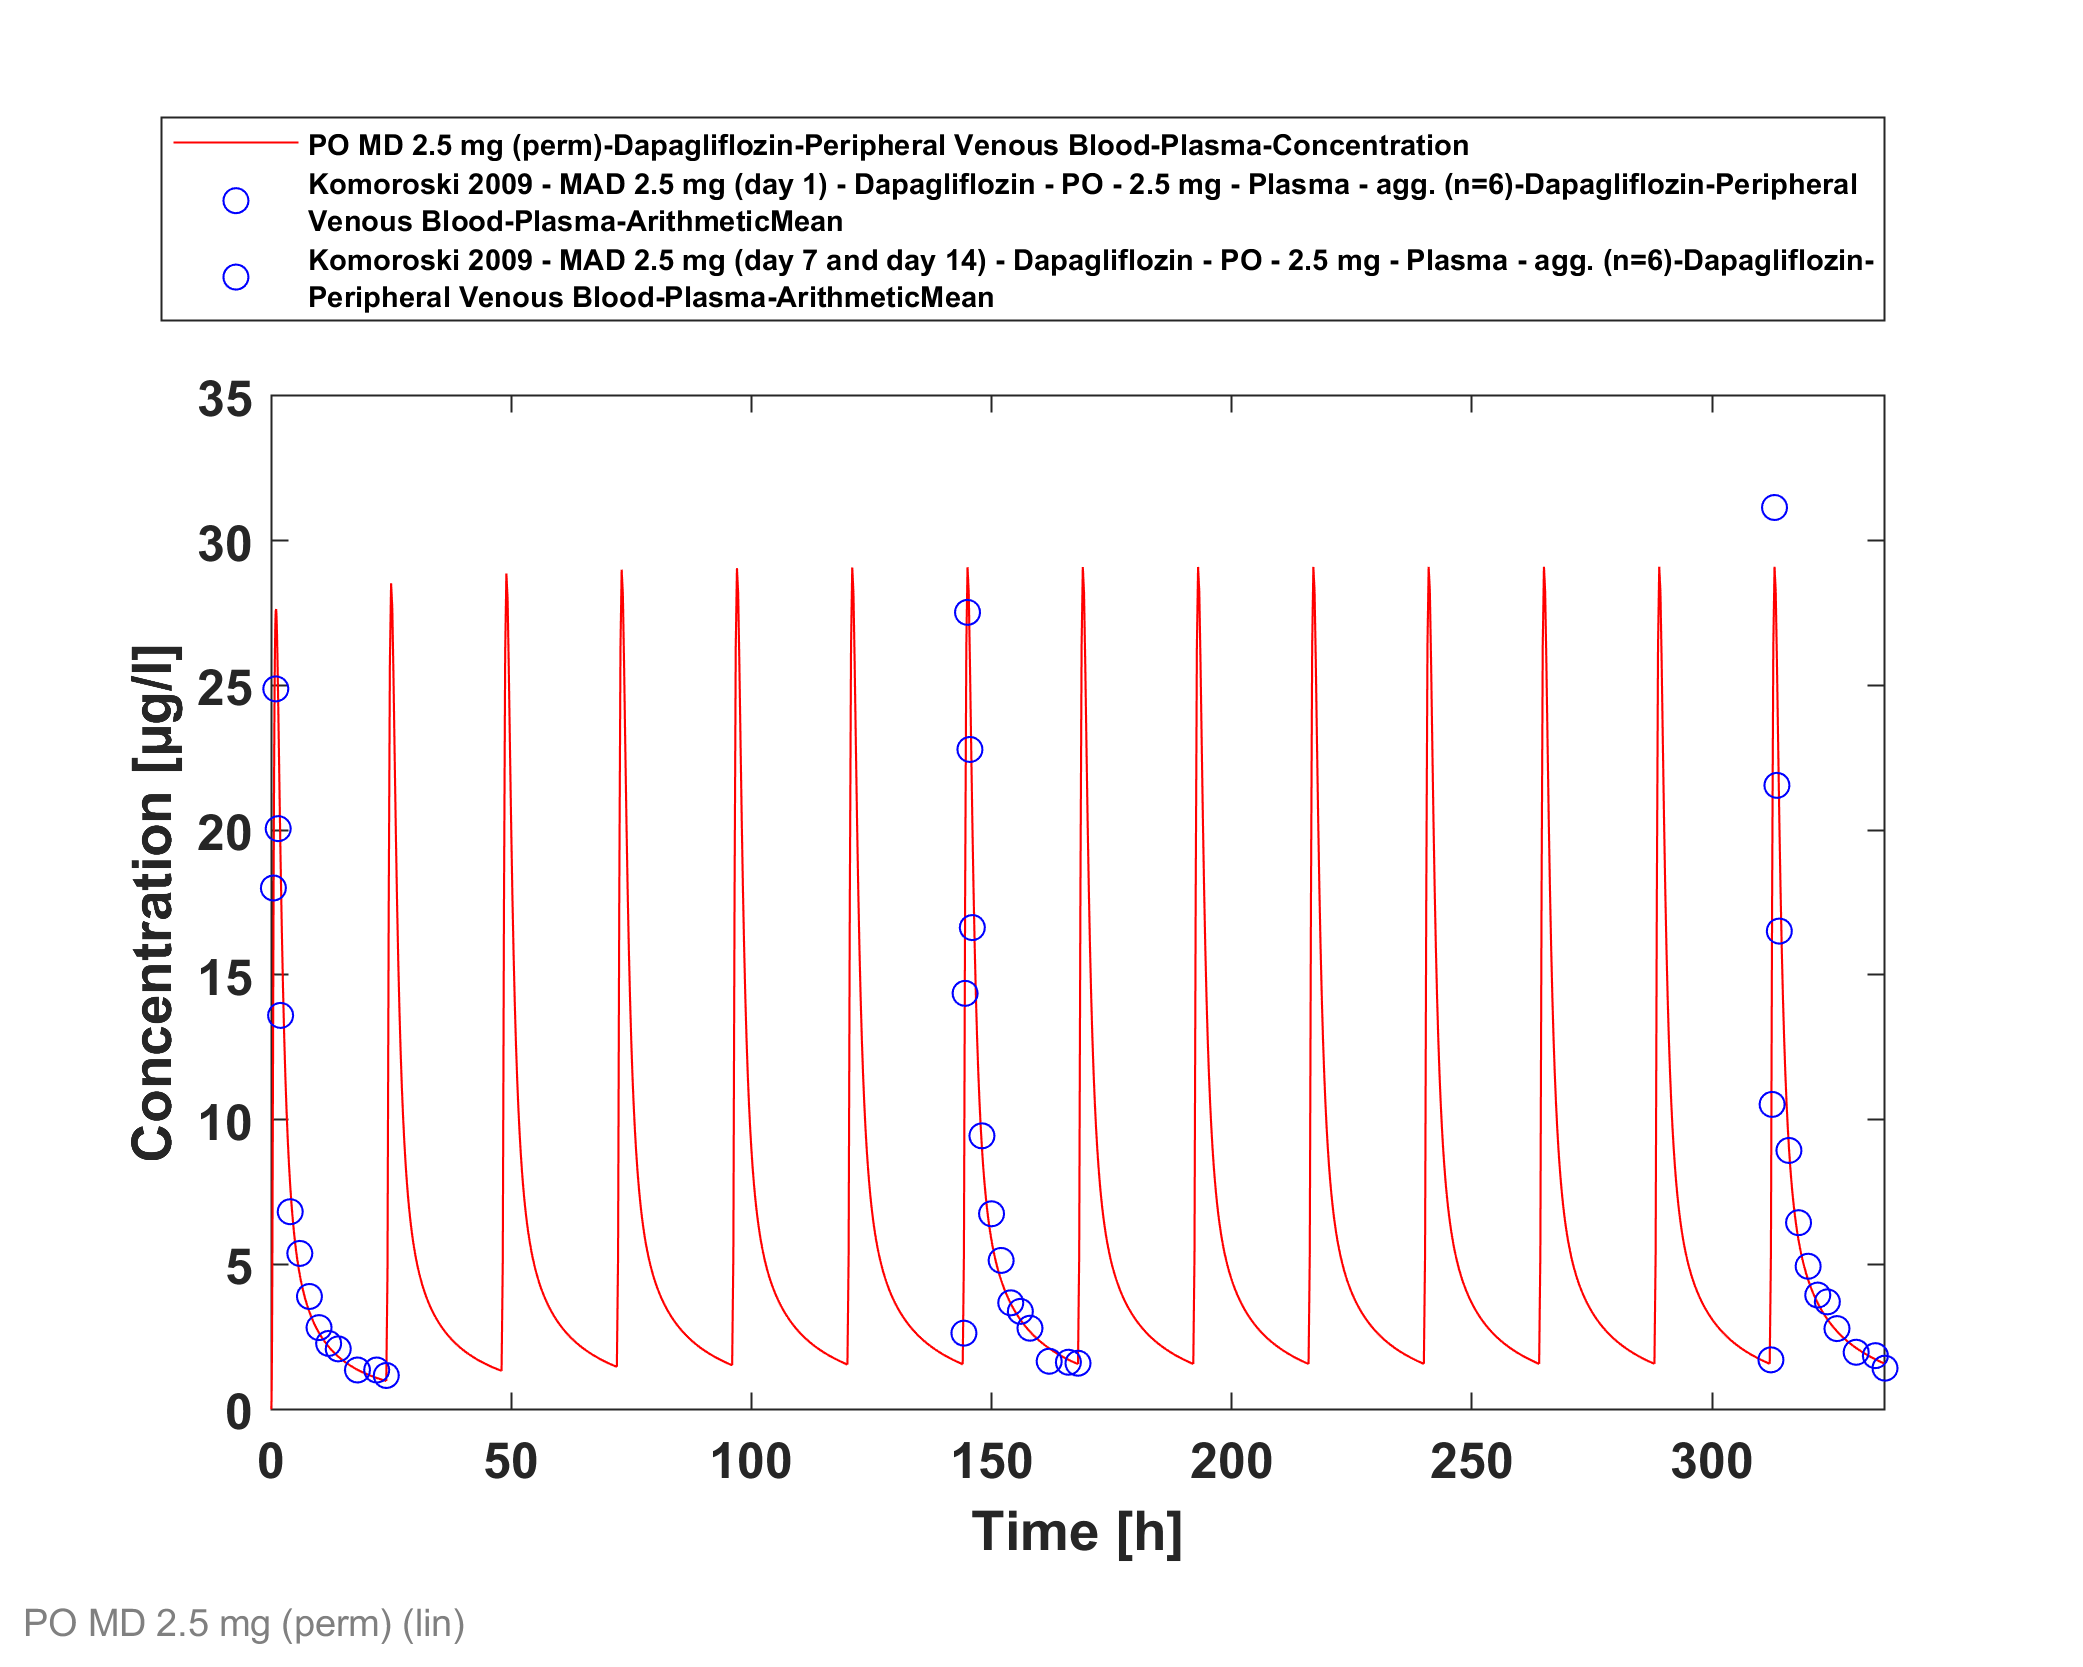 PO MD 2.5 mg (perm)-Dapagliflozin-Peripheral Venous Blood-Plasma-Concentration
Komoroski 2009 - MAD 2.5 mg (day 1) - Dapagliflozin - PO - 2.5 mg - Plasma - agg. (n=6)-Dapagliflozin-Peripheral
Venous Blood-Plasma-ArithmeticMean
Komoroski 2009 - MAD 2.5 mg (day 7 and day 14) - Dapagliflozin - PO - 2.5 mg - Plasma - agg. (n=6)-Dapagliflozin-
Peripheral Venous Blood-Plasma-ArithmeticMean
35
30
25
20
15
10
5
0
Concentration [µg/l]
0 50 100 150 200 250 300
Time [h]
PO MD 2.5 mg (perm) (lin)